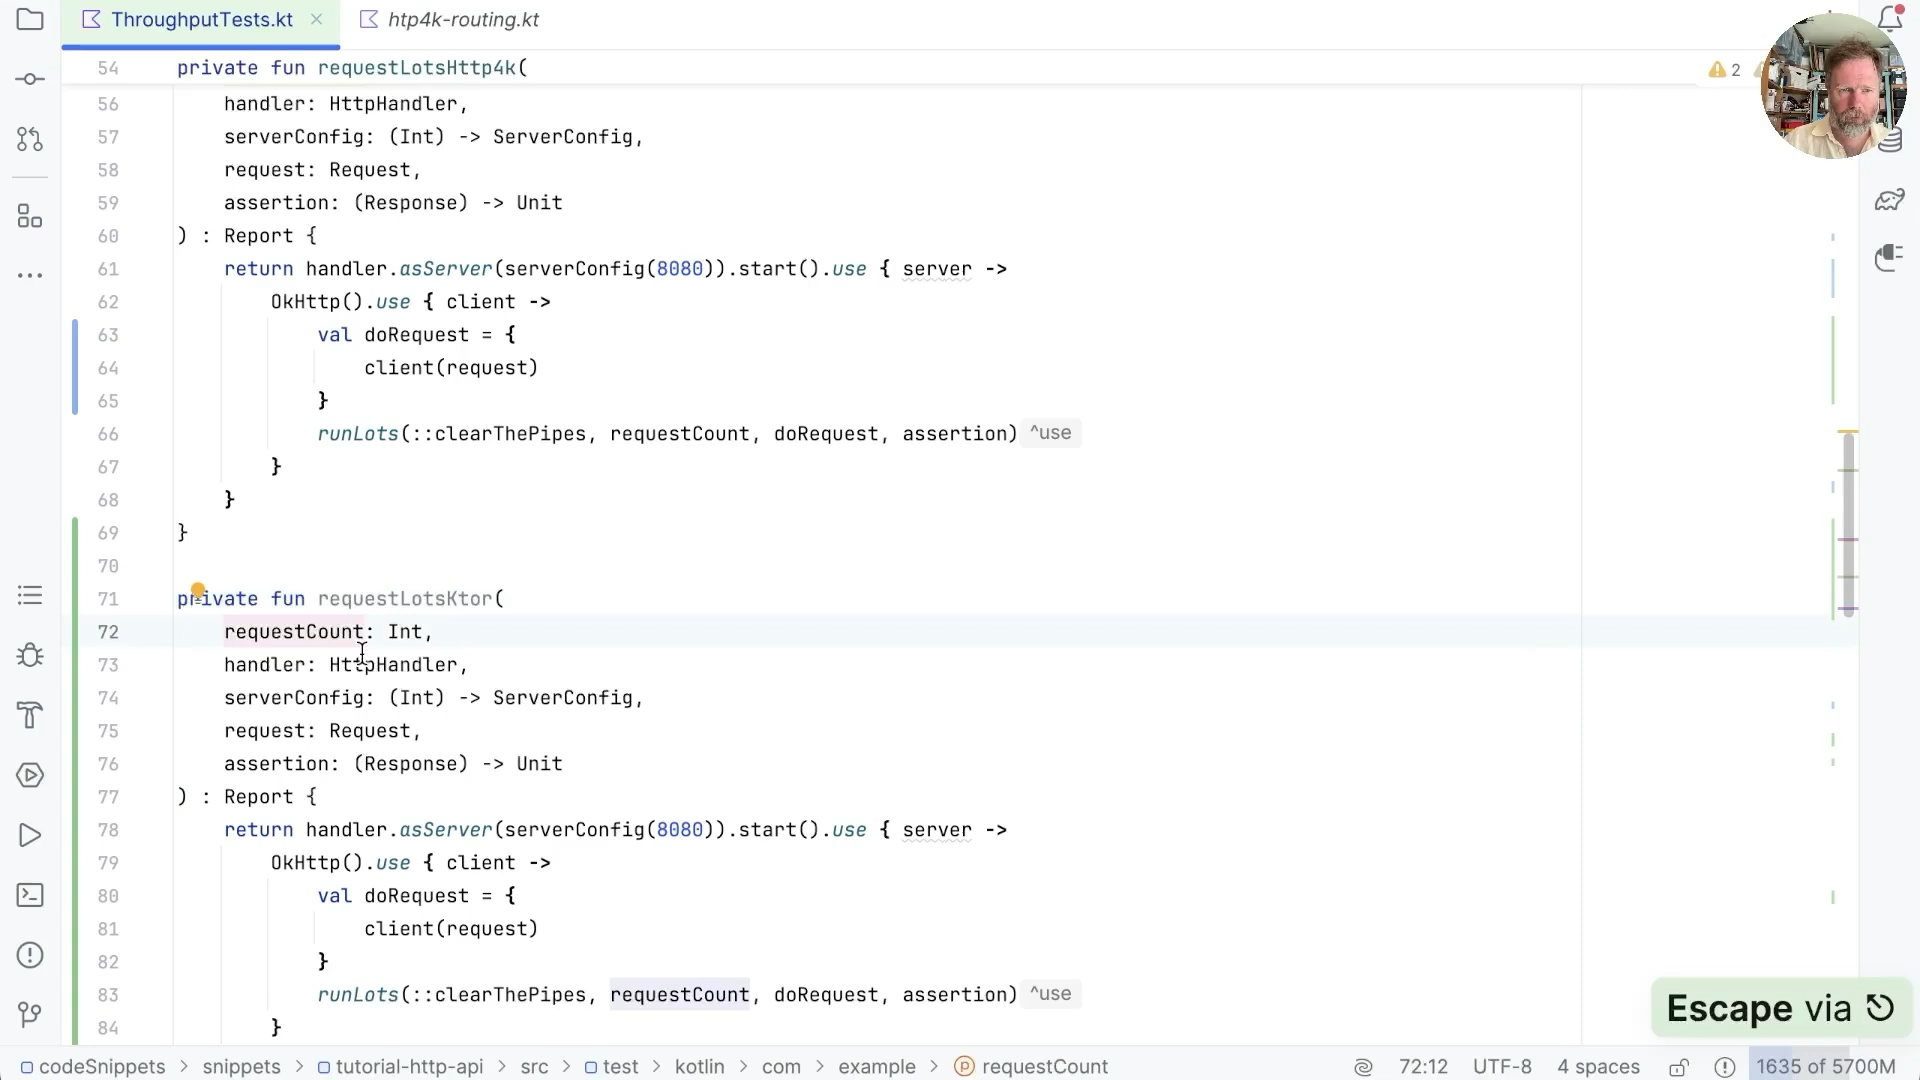 ThroughputTests.kt
htp4k-routing.kt
54 private fun requestLotsHttp4k(
2
56 handler: HttpHandler,
57 serverConfig: (Int) -> ServerConfig,
58 request: Request,
59 assertion: (Response) -> Unit
60 ) : Report {
61 return handler.asServer(serverConfig(8080)).start().use { server ->
62 OkHttp().use { client ->
63 val doRequest = {
64 client(request)
65 }
66 runLots(::clearThePipes, requestCount, doRequest, assertion) ^use
67 }
68 }
69 }
70
71 private fun requestLotsKtor(
72 requestCount: Int,
73 handler: HttpHandler,
74 serverConfig: (Int) -> ServerConfig,
75 request: Request,
76 assertion: (Response) -> Unit
77 ) : Report {
78 return handler.asServer(serverConfig(8080)).start().use { server ->
79 OkHttp().use { client ->
80 val doRequest = {
81 client(request)
82 }
83 runLots(::clearThePipes, requestCount, doRequest, assertion) ^use
84 }
Escape via
codeSnippets > snippets > tutorial-http-api > src > test > kotlin > com > example > requestCount 72:12 UTF-8 4 spaces 1635 of 5700M